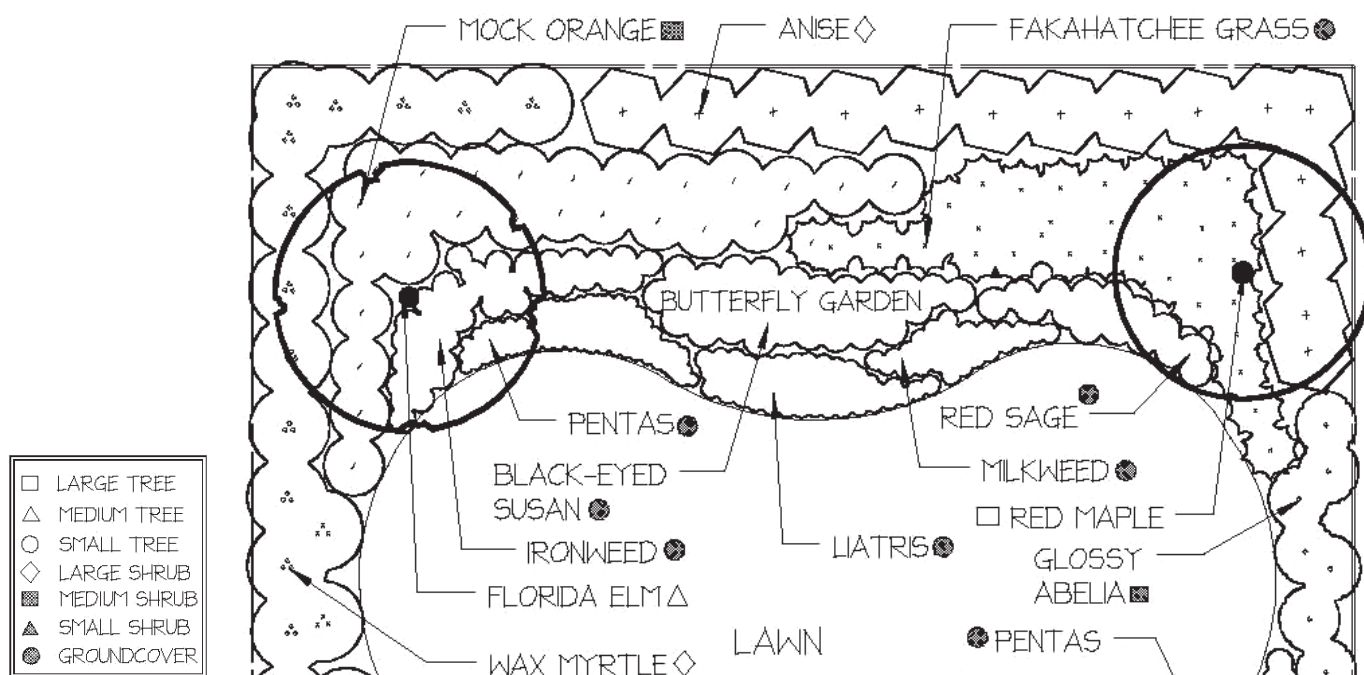 MOCK ORANGE
ANISE
FAKAHATCHEE GRASS
BUTTERFLY GARDEN
PENTAS
RED SAGE
BLACK-EYED
SUSAN
MILKWEED
RED MAPLE
IRONWEED
LIATRIS
GLOSSY
ABELIA
FLORIDA ELM
LAWN
PENTAS
WAX MYRTLE
LARGE TREE
MEDIUM TREE
SMALL TREE
LARGE SHRUB
MEDIUM SHRUB
SMALL SHRUB
GROUNDCOVER